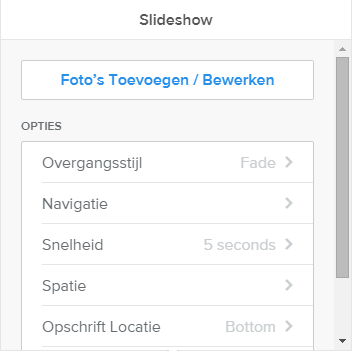 Slideshow
Foto's Toevoegen / Bewerken
OPTIES
Overgangsstijl Fade
Navigatie
Snelheid 5 seconds
Spatie
Opschrift Locatie Bottom